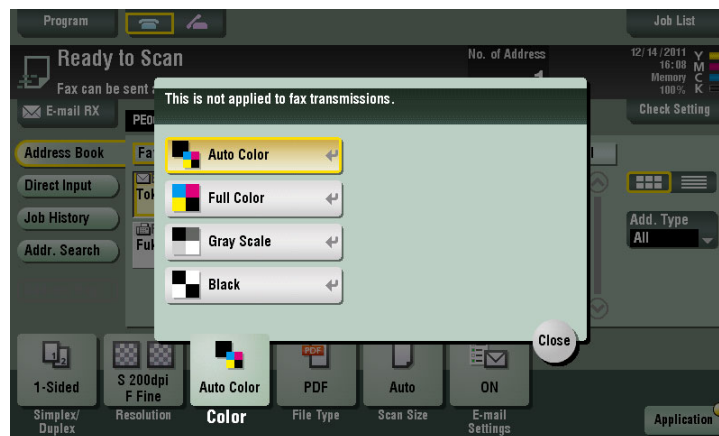 Program
Job List
Ready to Scan
No. of Address
12/14/2011
16:08
Memory
100%
Y
M
C
K
Fax can be sent
1
E-mail RX
Check Setting
This is not applied to fax transmissions.
Address Book
Auto Color
Direct Input
Full Color
Job History
Add. Type
Gray Scale
All
Addr. Search
Black
Close
1-Sided
S 200dpi
F Fine
Auto Color
PDF
PDF
Auto
ON
Simplex/
Duplex
Resolution
Color
File Type
Scan Size
E-mail
Settings
Application